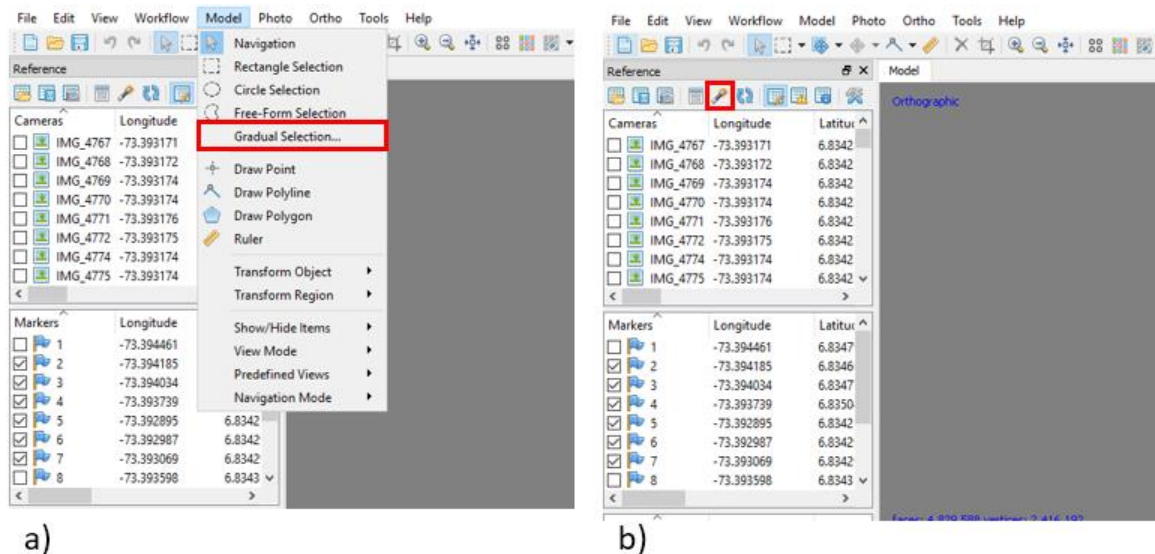 File Edit View Workflow Model Photo Ortho Tools Help
Navigation
Reference
Rectangle Selection
Circle Selection
Cameras Longitude
Free-Form Selection
IMG_4767 -73.393171
Gradual Selection...
IMG_4768 -73.393172
IMG_4769 -73.393174
Draw Point
IMG_4770 -73.393174
Draw Polyline
IMG_4771 -73.393176
Draw Polygon
IMG_4772 -73.393175
Ruler
IMG_4774 -73.393174
IMG_4775 -73.393174
Transform Object
Transform Region
Markers Longitude
Show/Hide Items
1 -73.394461
View Mode
2 -73.394185
Predefined Views
3 -73.394034
Navigation Mode
4 -73.393739
5 -73.392895 6.8342
6 -73.392987 6.8342
7 -73.393069 6.8342
8 -73.393598 6.8343
a)
File Edit View Workflow Model Photo Ortho Tools Help
Reference
Model
Orthographic
Cameras Longitude
IMG_4767 -73.393171 6.8342
IMG_4768 -73.393172 6.8342
IMG_4769 -73.393174 6.8342
IMG_4770 -73.393174 6.8342
IMG_4771 -73.393176 6.8342
IMG_4772 -73.393175 6.8342
IMG_4774 -73.393174 6.8342
IMG_4775 -73.393174 6.8342
Markers Longitude
1 -73.394461 6.8347
2 -73.394185 6.8346
3 -73.394034 6.8347
4 -73.393739 6.8350
5 -73.392895 6.8342
6 -73.392987 6.8342
7 -73.393069 6.8342
8 -73.393598 6.8343
faces: 4,829,588 vertices: 2,416,192
b)